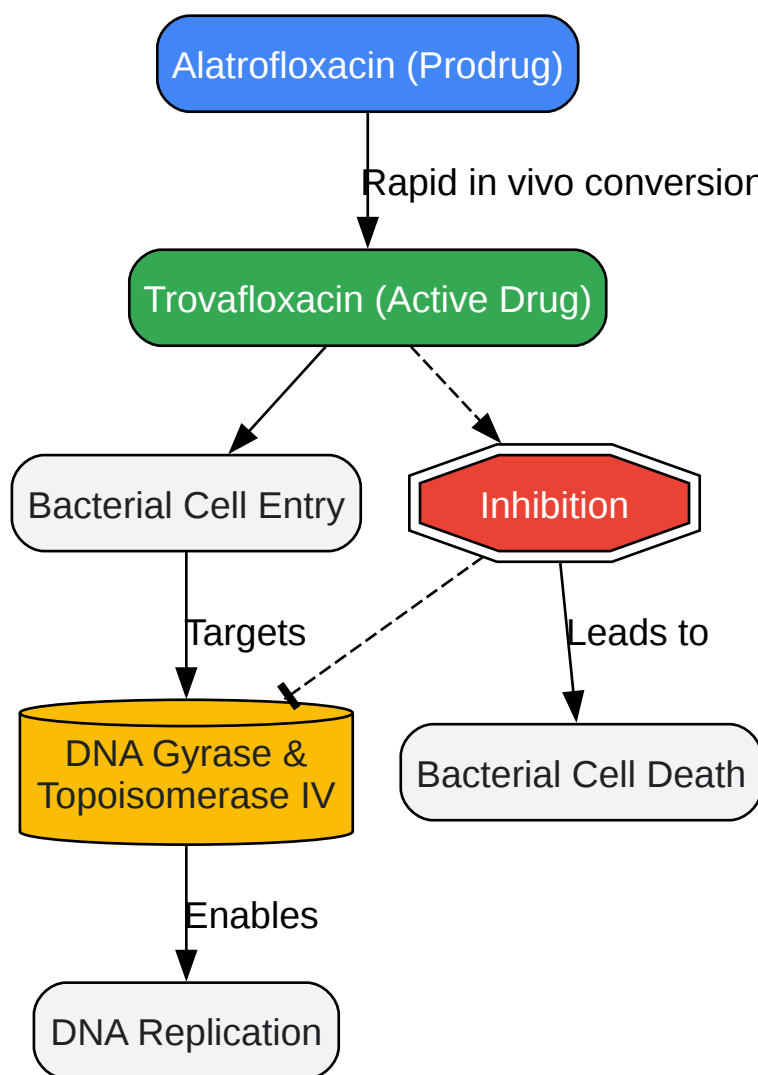 Alatrofloxacin (Prodrug)
Rapid in vivo conversion
Trovafloxacin (Active Drug)
Bacterial Cell Entry
Inhibition
Targets
Leads to
DNA Gyrase &
Topoisomerase IV
Bacterial Cell Death
Enables
DNA Replication